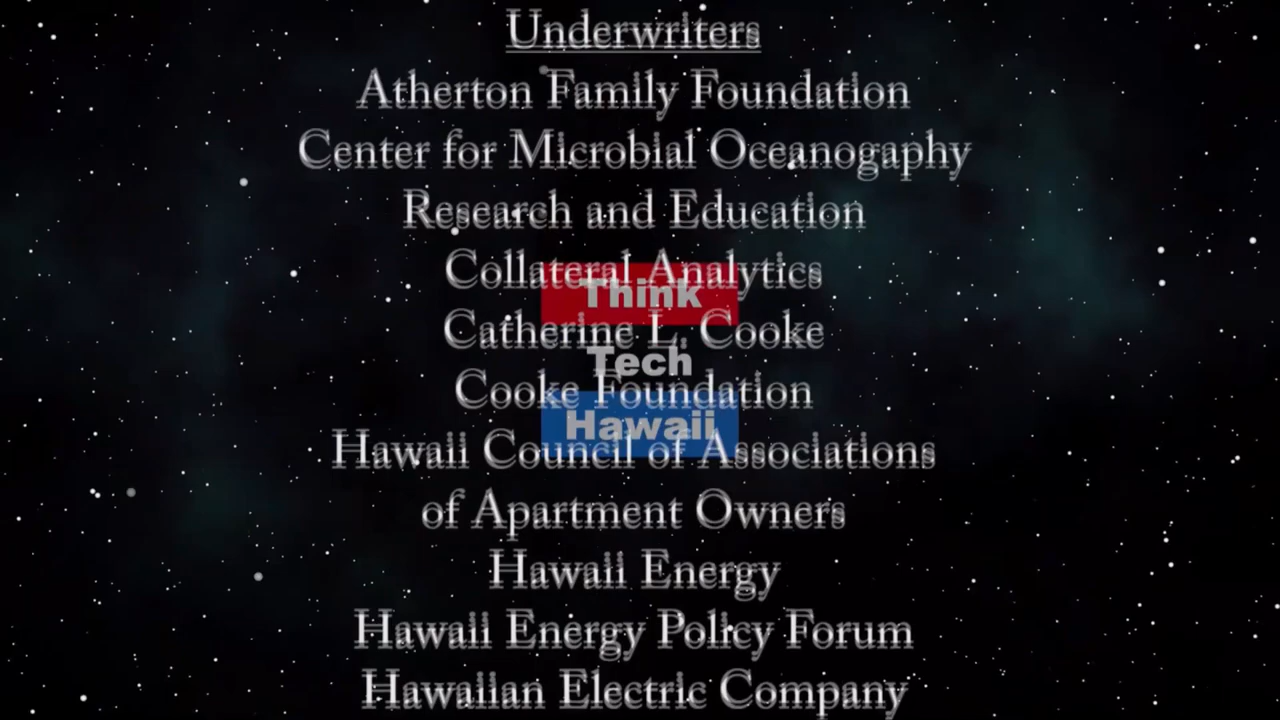 Underwriters
Atherton Family Foundation
Center for Microbial Oceanogaphy
Research and Education
Collateral Analytics
Think
Catherine L. Cooke
Tech
Cooke Foundation
Hawaii
Hawaii Council of Associations
of Apartment Owners
Hawaii Energy
Hawaii Energy Policy Forum
Hawaiian Electric Company